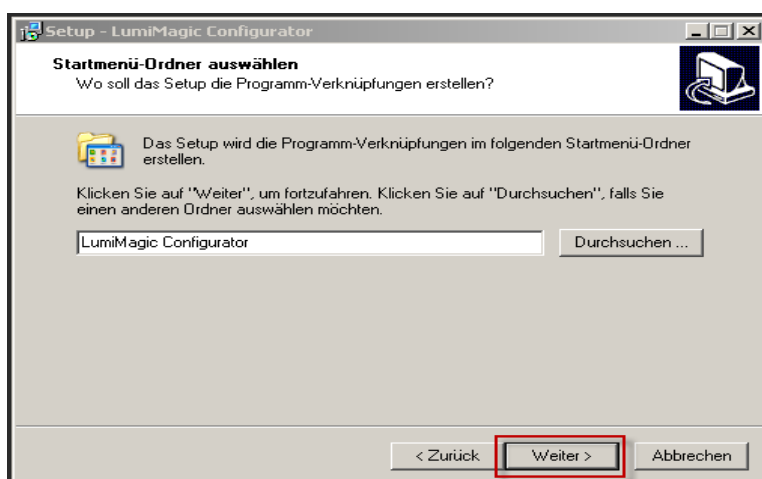 Setup - LumiMagic Configurator
Startmenü-Ordner auswählen
Wo soll das Setup die Programm-Verknüpfungen erstellen?
Das Setup wird die Programm-Verknüpfungen im folgenden Startmenü-Ordner
erstellen.
Klicken Sie auf "Weiter", um fortzufahren. Klicken Sie auf "Durchsuchen", falls Sie
einen anderen Ordner auswählen möchten.
LumiMagic Configurator
Durchsuchen ...
< Zurück
Weiter >
Abbrechen